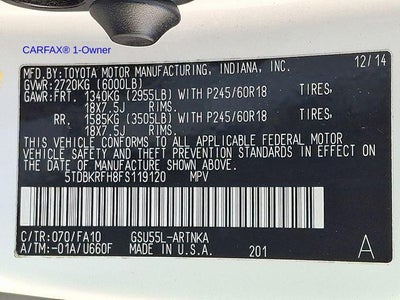 CARFAX® 1-Owner
MFD. BY: TOYOTA MOTOR MANUFACTURING, INDIANA, INC. 12/14
GVWR: 2720KG (6000LB)
GAWR: FRT. 1340KG (2955LB) WITH P245/60R18 TIRES,
18X7.5J RIMS.
RR. 1585KG (3505LB) WITH P245/60R18 TIRES,
18X7.5J RIMS.
THIS VEHICLE CONFORMS TO ALL APPLICABLE FEDERAL MOTOR
VEHICLE SAFETY AND THEFT PREVENTION STANDARDS IN EFFECT ON
THE DATE OF MANUFACTURE SHOWN ABOVE.
5TDBKRFH8FS119120 MPV
C/TR: 070/FA10 GSU55L-ARTNKA
A/TM: -01A/U660F MADE IN U.S.A. 201 A